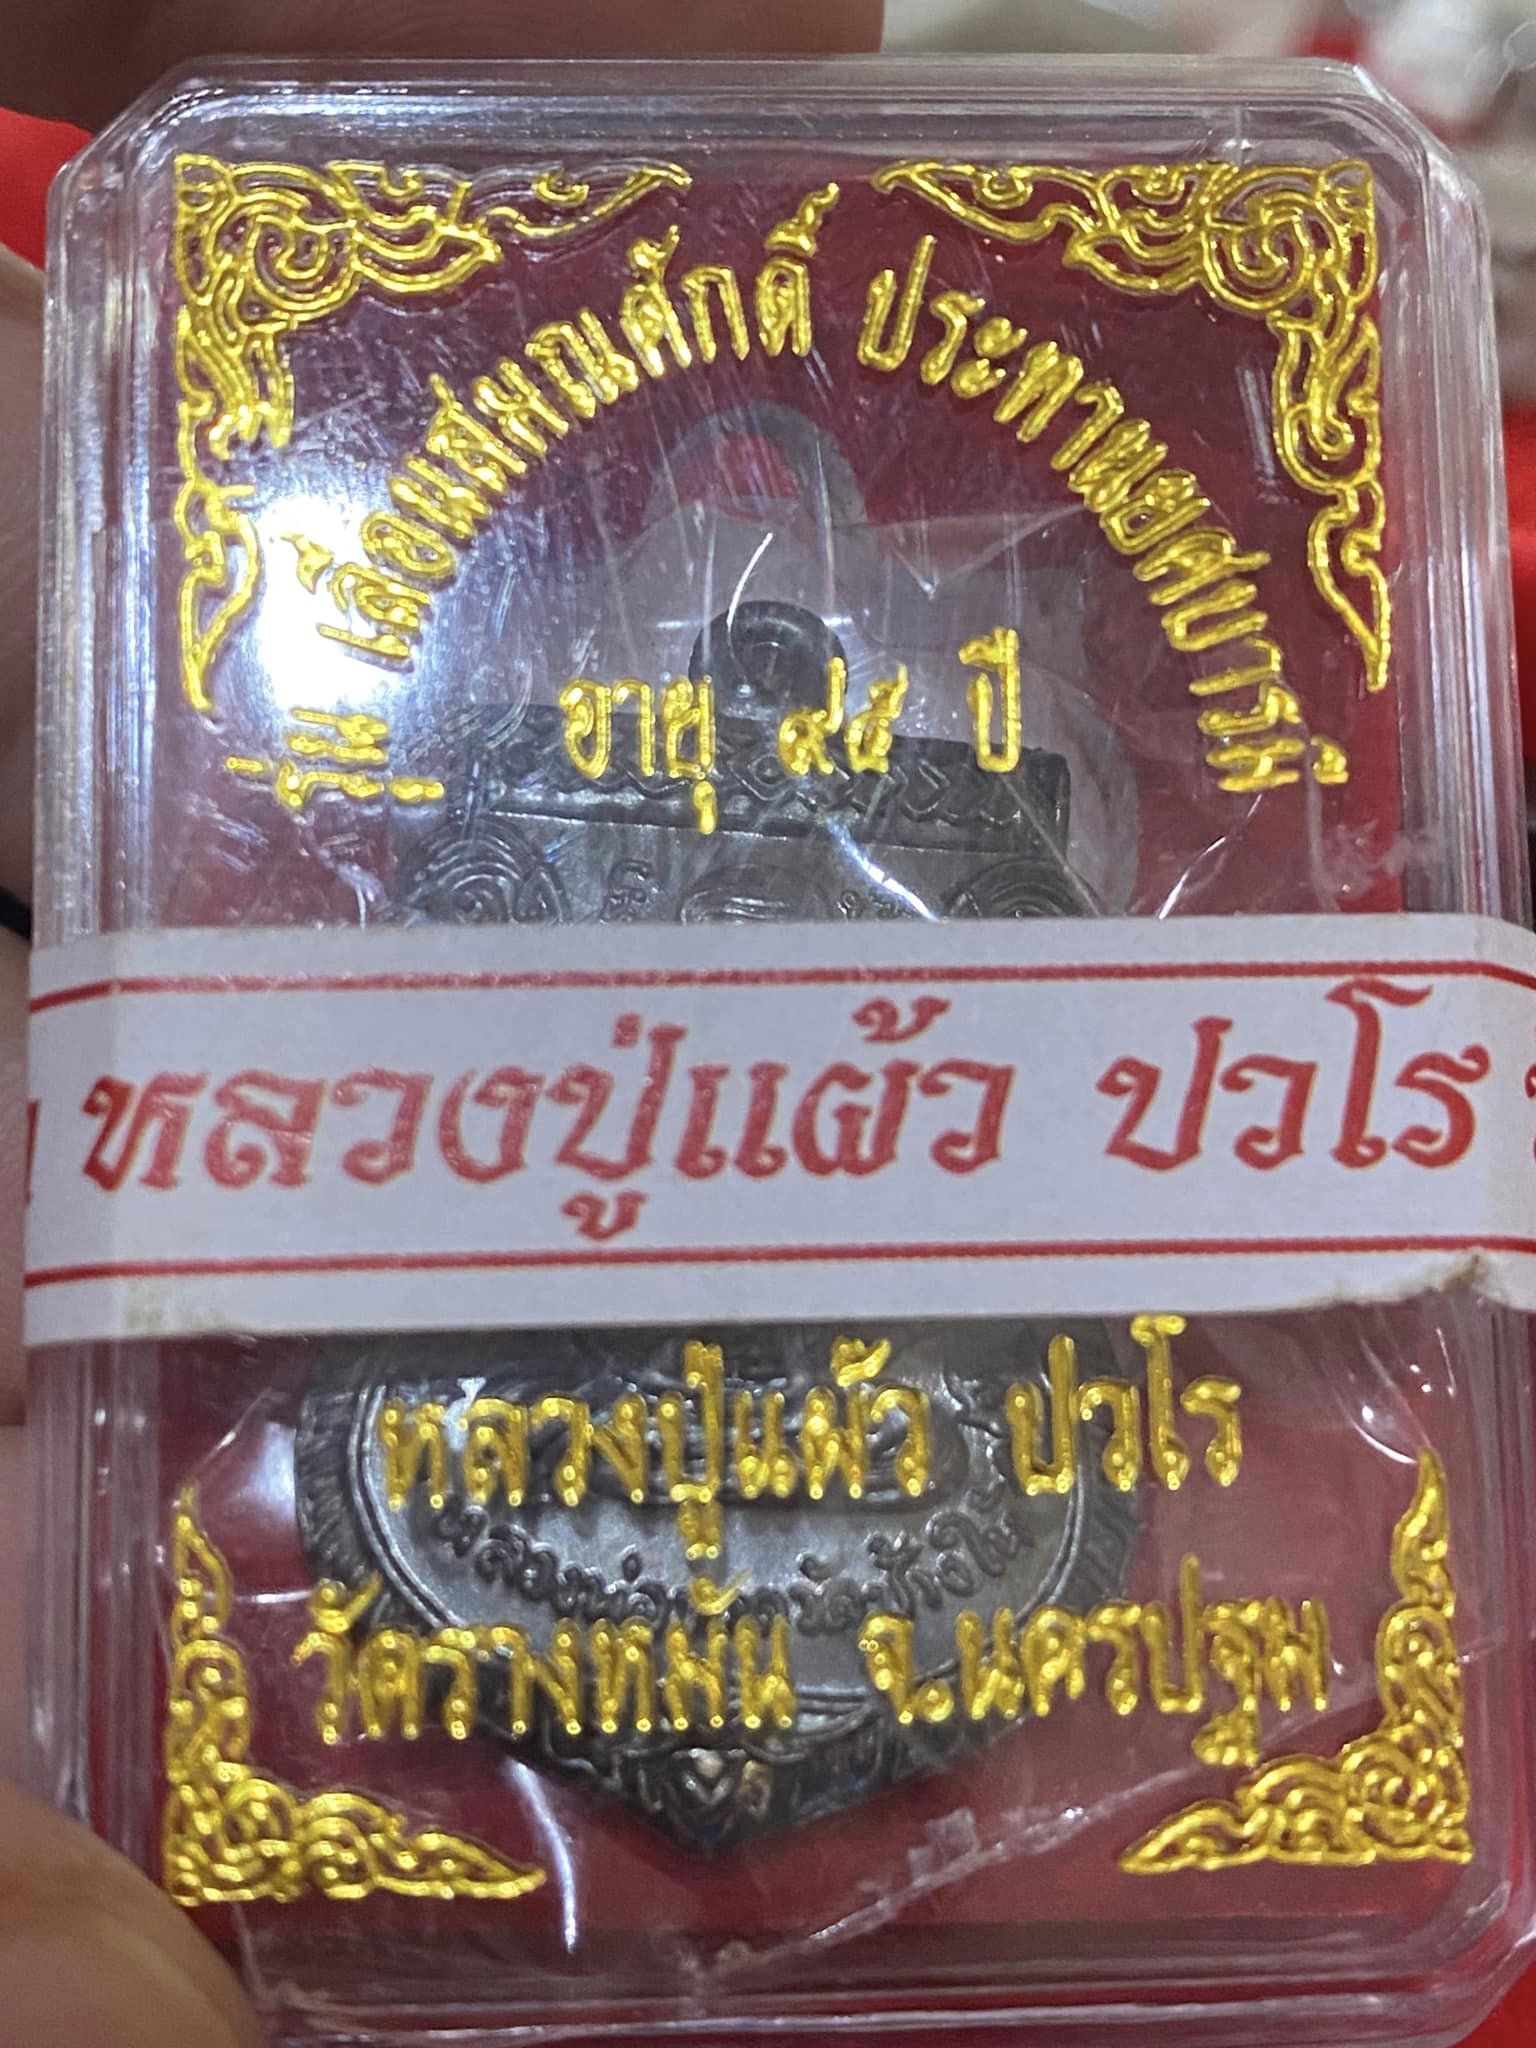 รุ่น เลื่อนสมณศักดิ์ ประทานยศบารมี
อายุ ๙๕ ปี
หลวงปู่แผ้ว ปวโร
หลวงปู่แผ้ว ปวโร
วัดรางหมัน จ.นครปฐม